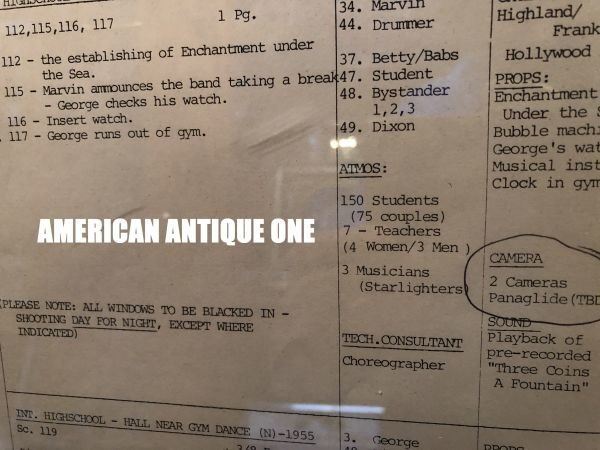 112,115,116, 117
1 Pg.
112 - the establishing of Enchantment under
the Sea.
115 - Marvin announces the band taking a break
- George checks his watch.
116 - Insert watch.
117 - George runs out of gym.
AMERICAN ANTIQUE ONE
PLEASE NOTE: ALL WINDOWS TO BE BLACKED IN -
SHOOTING DAY FOR NIGHT, EXCEPT WHERE
INDICATED)
34. Marvin
44. Drummer
37. Betty/Babs
47. Student
48. Bystander
1,2,3
49. Dixon
ATMOS:
150 Students
(75 couples)
7 - Teachers
(4 Women/3 Men )
3 Musicians
(Starlighters)
TECH.CONSULTANT
Choreographer
Highland/
Frank
Hollywood
PROPS:
Enchantment
Under the S
Bubble machi
George's wat
Musical inst
Clock in gym
CAMERA
2 Cameras
Panaglide(TBD
SOUND
Playback of
pre-recorded
"Three Coins
A Fountain"
INT. HIGHSCHOOL - HALL NEAR GYM DANCE (N)-1955
Sc. 119
3. George
PROPS